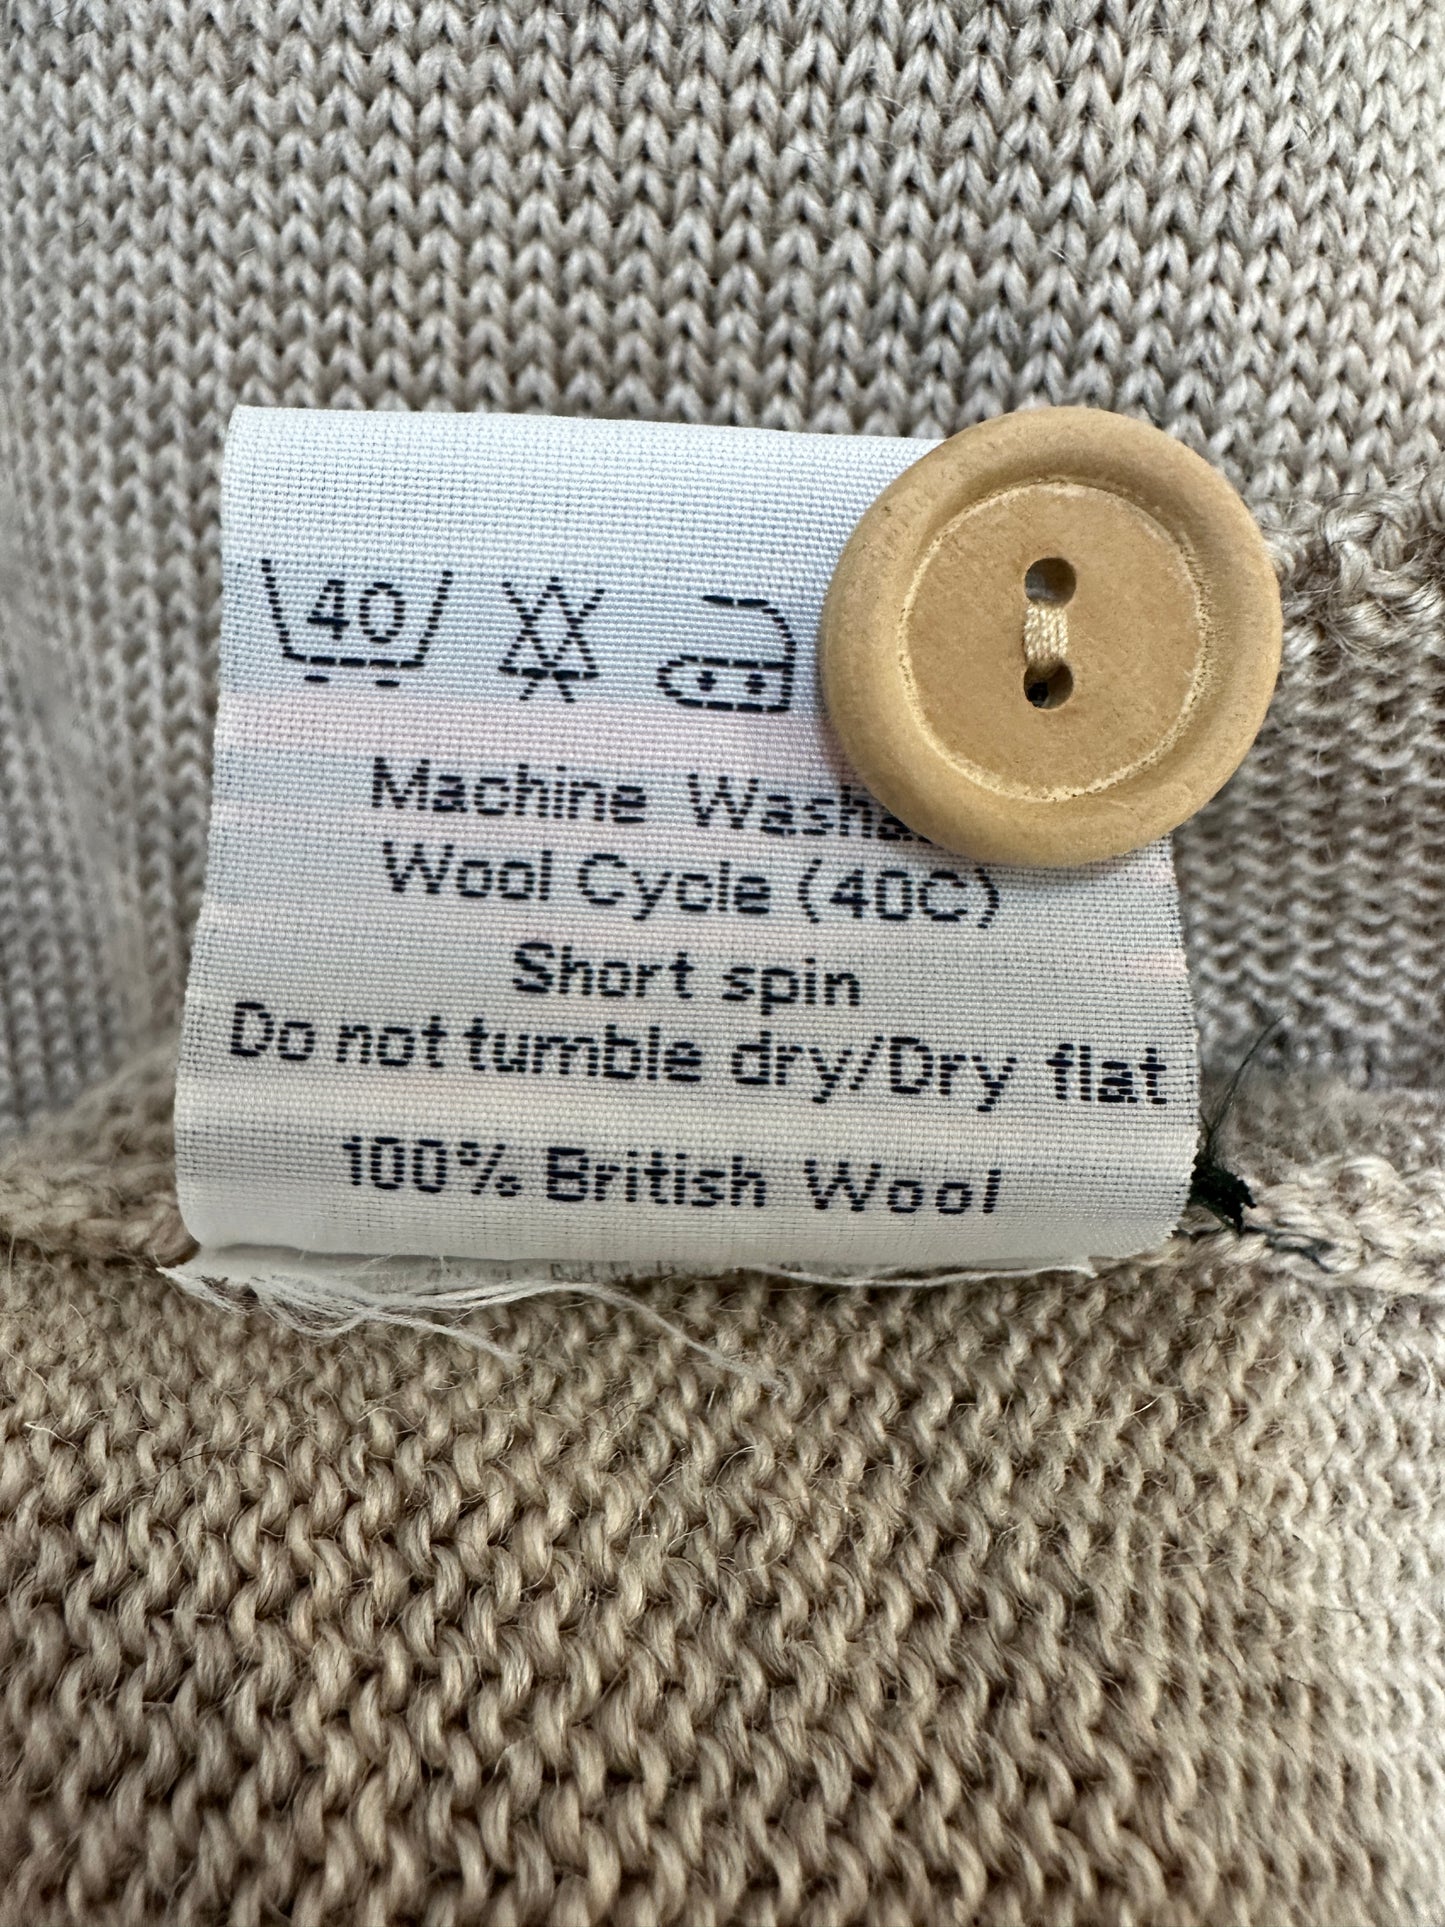 40
Machine Washa
Wool Cycle (40C)
Short spin
Do not tumble dry/Dry flat
100% British Wool